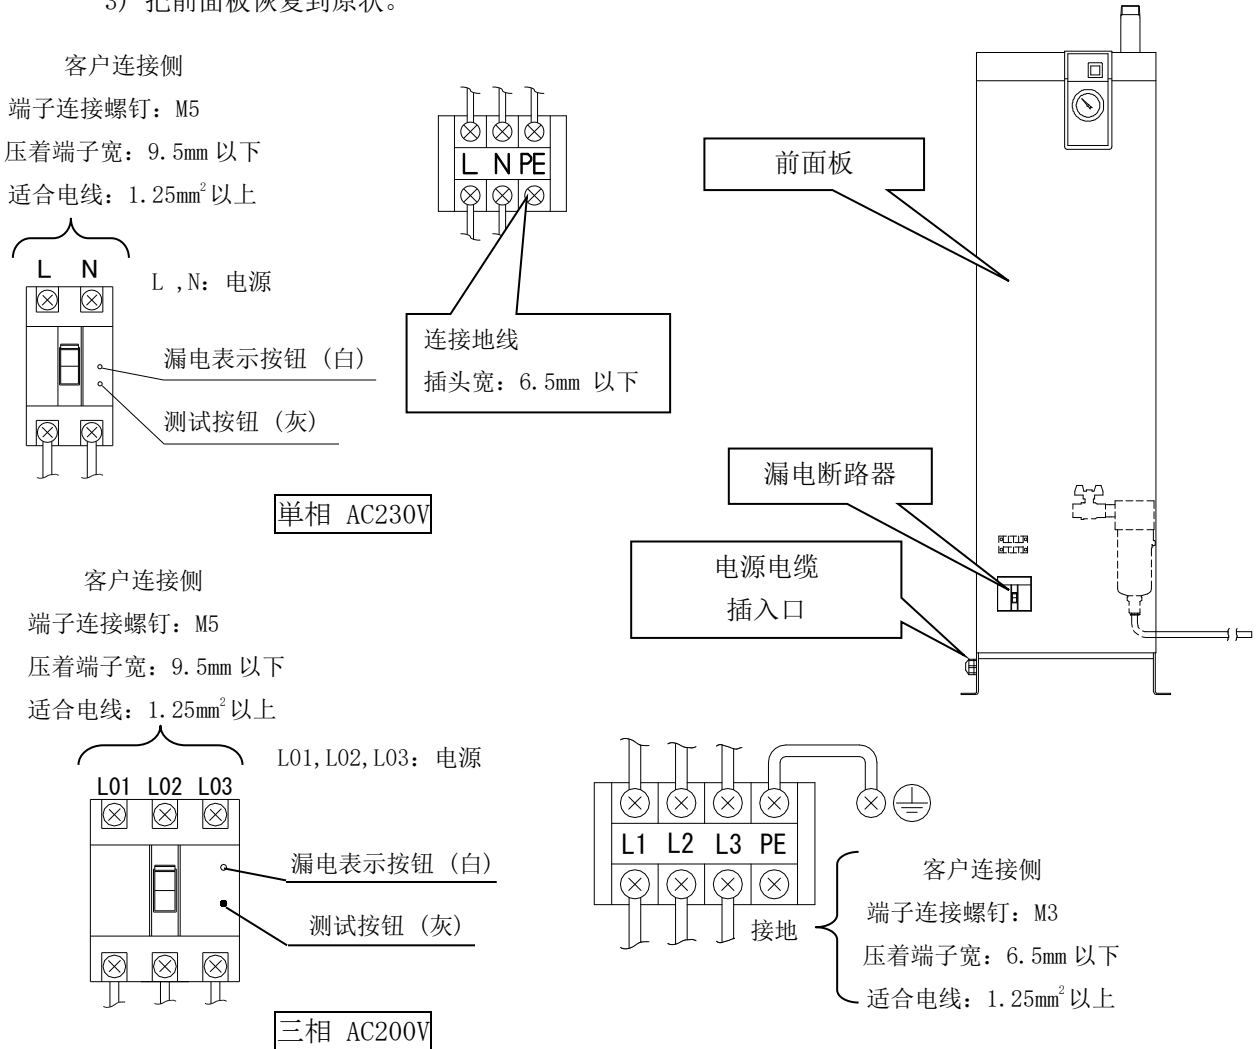 3) 把前面板恢复到原状。
客户连接侧
端子连接螺钉: M5
压着端子宽: 9.5mm 以下
适合电线: 1.25mm²以上
L N
L ,N: 电源
漏电表示按钮 (白)
测试按钮 (灰)
L N PE
连接地线
插头宽: 6.5mm 以下
単相 AC230V
前面板
漏电断路器
电源电缆
插入口
客户连接侧
端子连接螺钉: M5
压着端子宽: 9.5mm 以下
适合电线: 1.25mm²以上
L01 L02 L03
L01,L02,L03: 电源
漏电表示按钮 (白)
测试按钮 (灰)
三相 AC200V
L1 L2 L3 PE
接地
客户连接侧
端子连接螺钉: M3
压着端子宽: 6.5mm 以下
适合电线: 1.25mm²以上